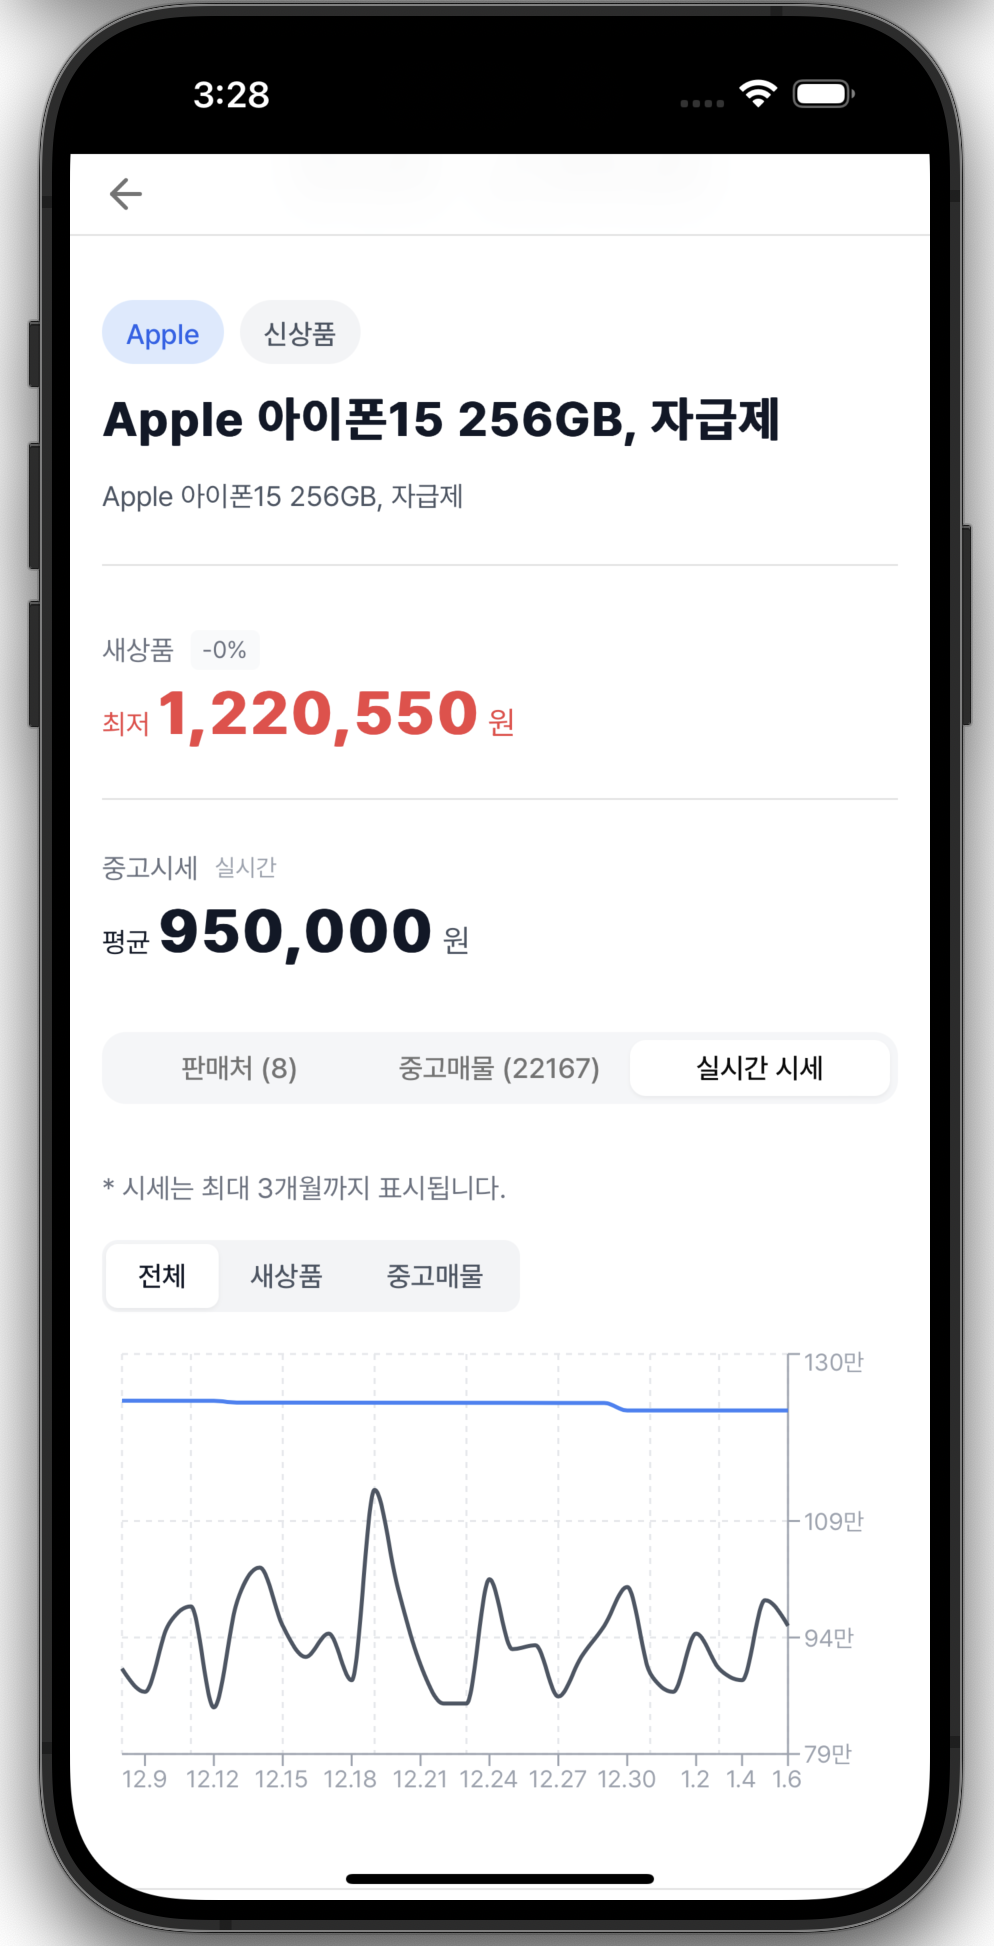 3:28
Apple 신상품
Apple 아이폰15 256GB, 자급제
Apple 아이폰15 256GB, 자급제
새상품 -0%
최저 1,220,550 원
중고시세 실시간
평균 950,000 원
판매처 (8) 중고매물 (22167) 실시간 시세
* 시세는 최대 3개월까지 표시됩니다.
전체 새상품 중고매물
130만
109만
94만
79만
12.9 12.12 12.15 12.18 12.21 12.24 12.27 12.30 1.2 1.4 1.6